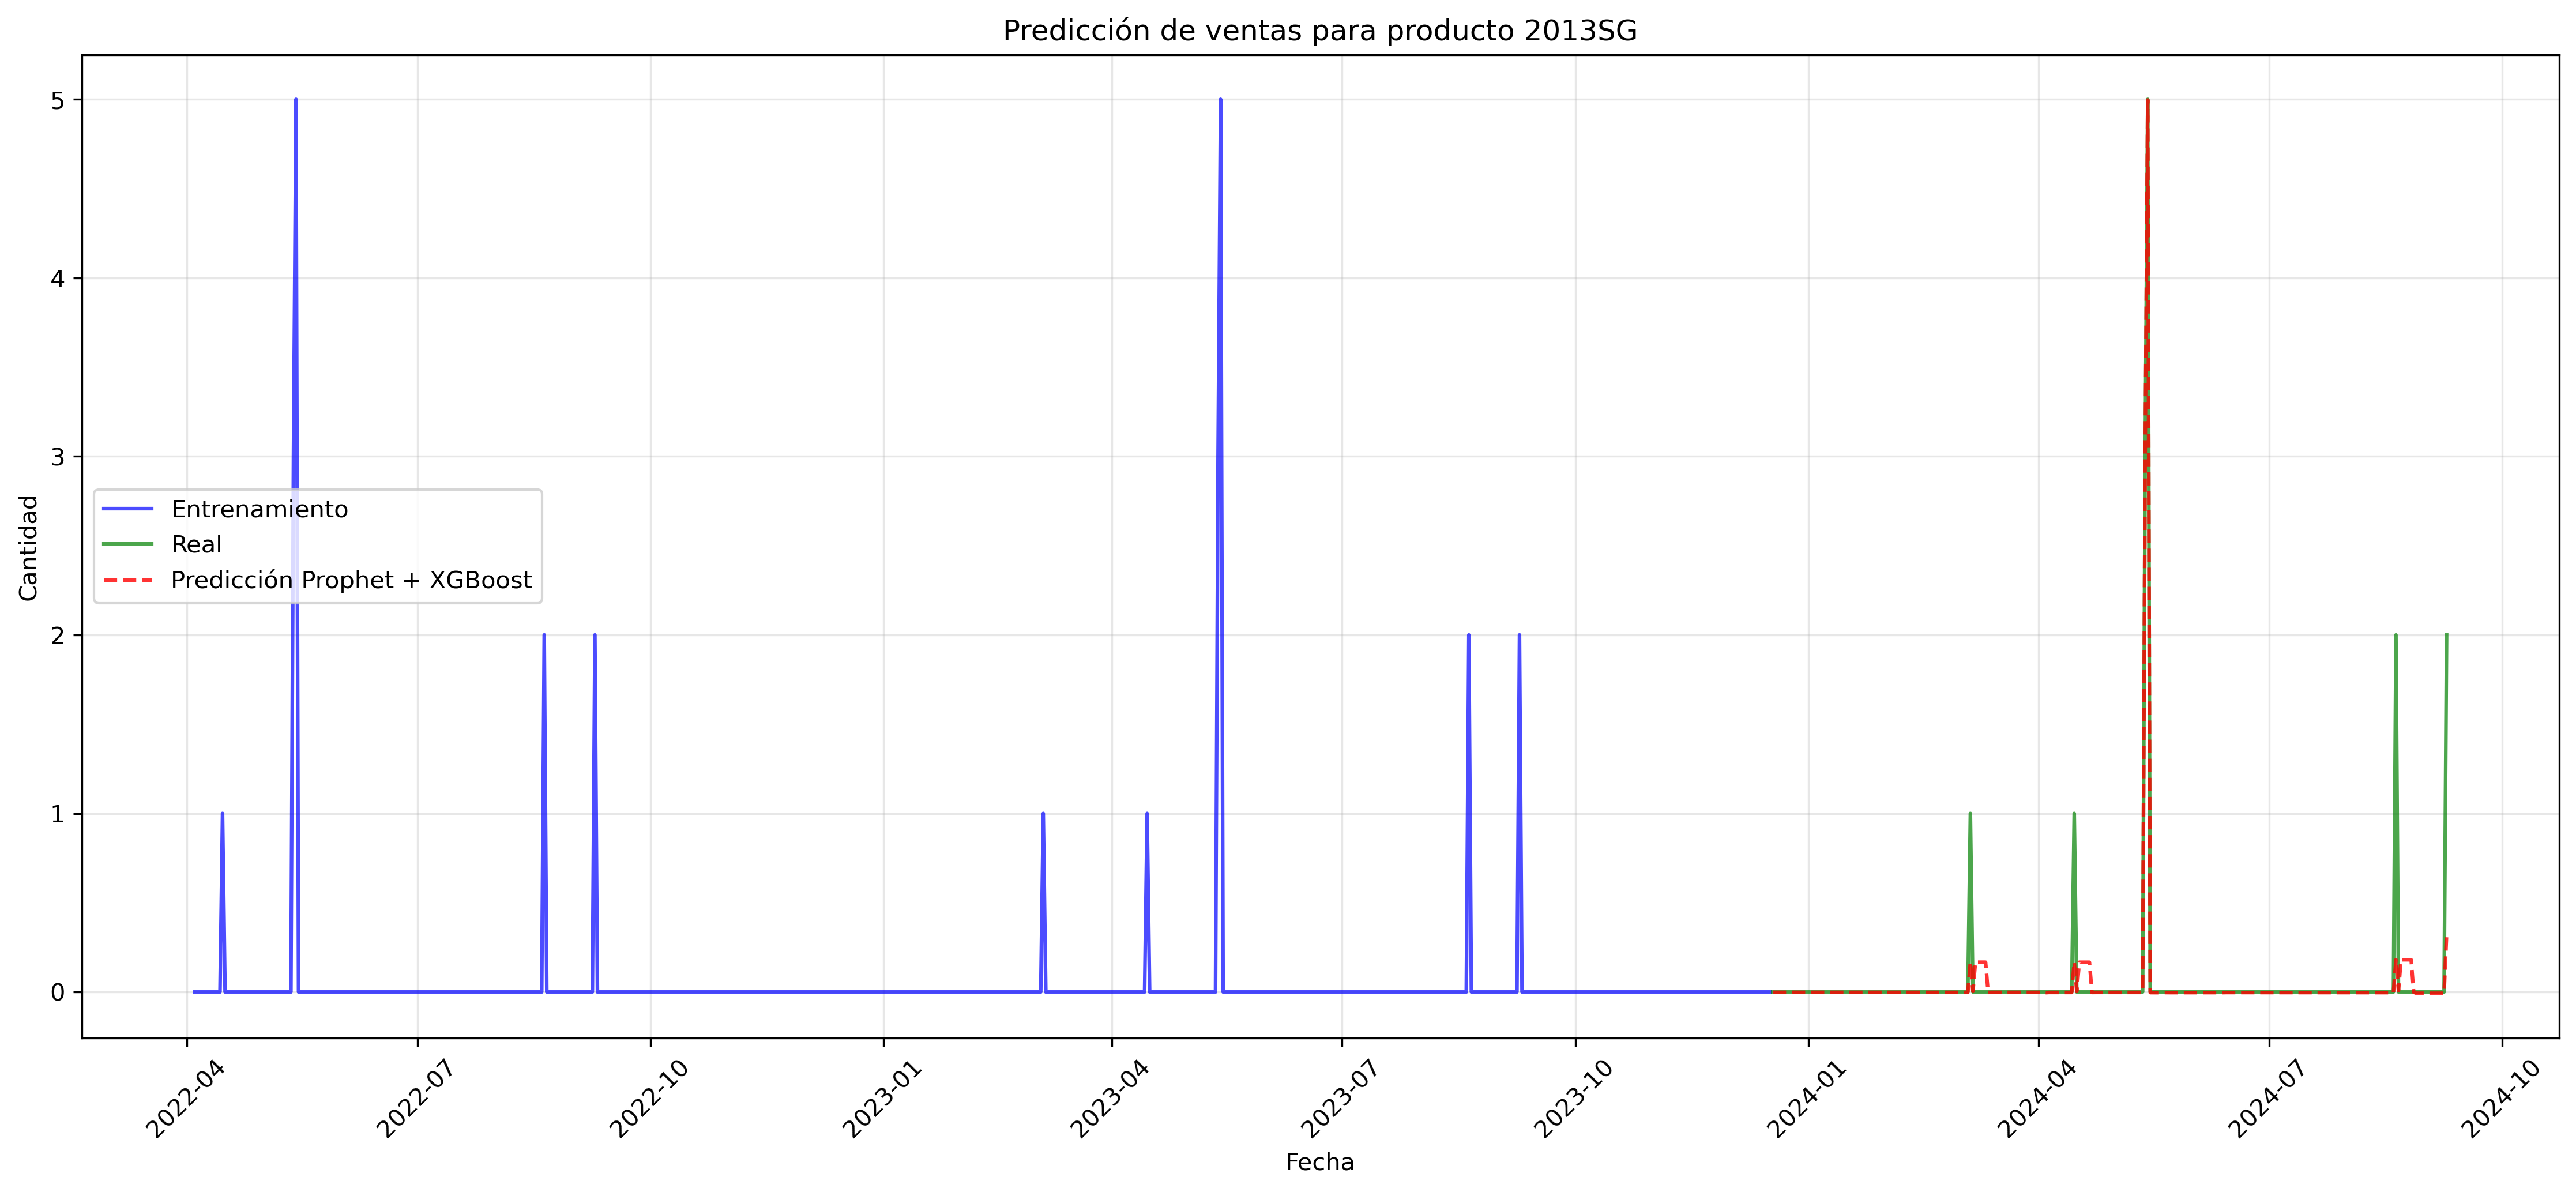 Predicción de ventas para producto 2013SG
Cantidad
5
4
3
2
1
0
Entrenamiento
Real
Predicción Prophet + XGBoost
2022-04
2022-07
2022-10
2023-01
2023-04
2023-07
2023-10
2024-01
2024-04
2024-07
2024-10
Fecha